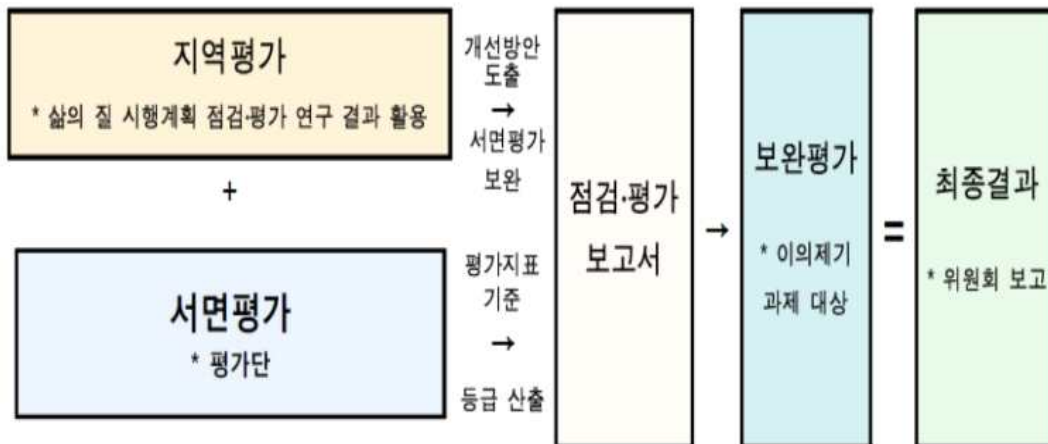 지역평가
* 삶의 질 시행계획 점검·평가 연구 결과 활용
+
서면평가
* 평가단
개선방안
도출
→
서면평가
보완
평가지표
기준
→
등급 산출
점검·평가
보고서
→
보완평가
* 이의제기
과제 대상
=
최종결과
* 위원회 보고